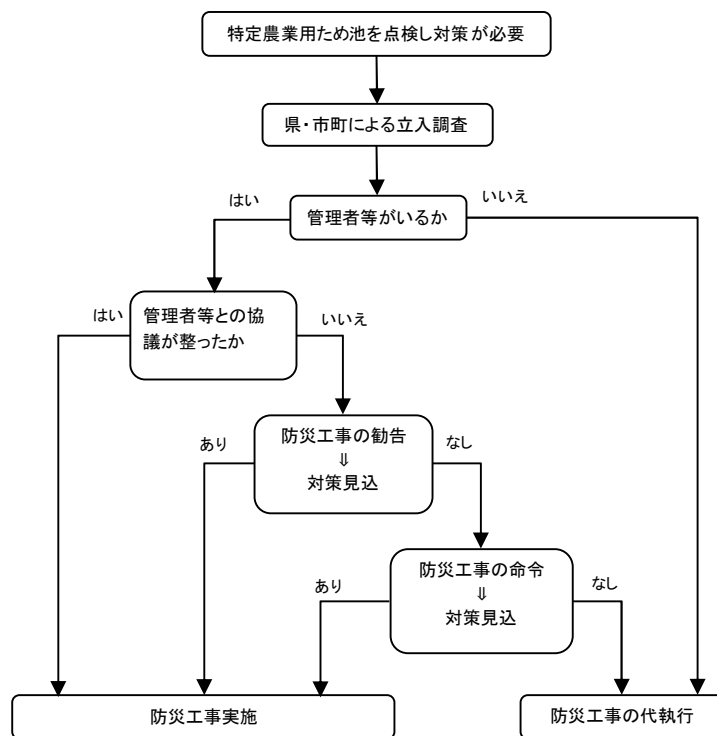 特定農業用ため池を点検し対策が必要
県・市町による立入調査
はい
いいえ
管理者等がいるか
はい
管理者等との協
議が整ったか
いいえ
あり
防災工事の勧告
⇓
対策見込
なし
あり
防災工事の命令
⇓
対策見込
なし
防災工事実施
防災工事の代執行